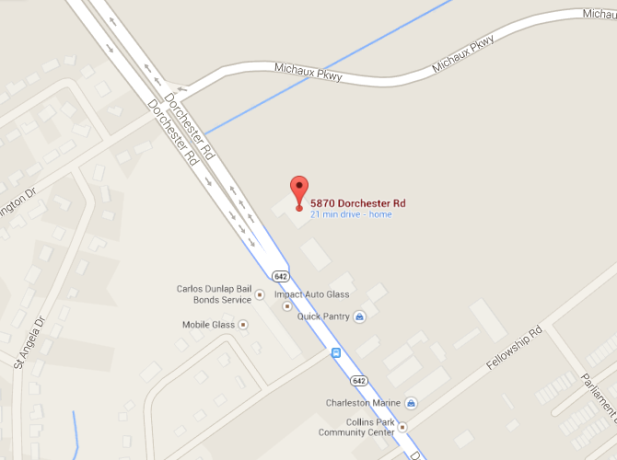 Michau
Michaux Pkwy
Michaux Pkwy
Dorchester Rd
Dorchester Rd
ington Dr
5870 Dorchester Rd
21 min drive - home
642
Carlos Dunlap Bail
Bonds Service
Impact Auto Glass
Quick Pantry
Mobile Glass
St Angela Dr
Fellowship Rd
642
Parliament
Charleston Marine
Collins Park
Community Center
D